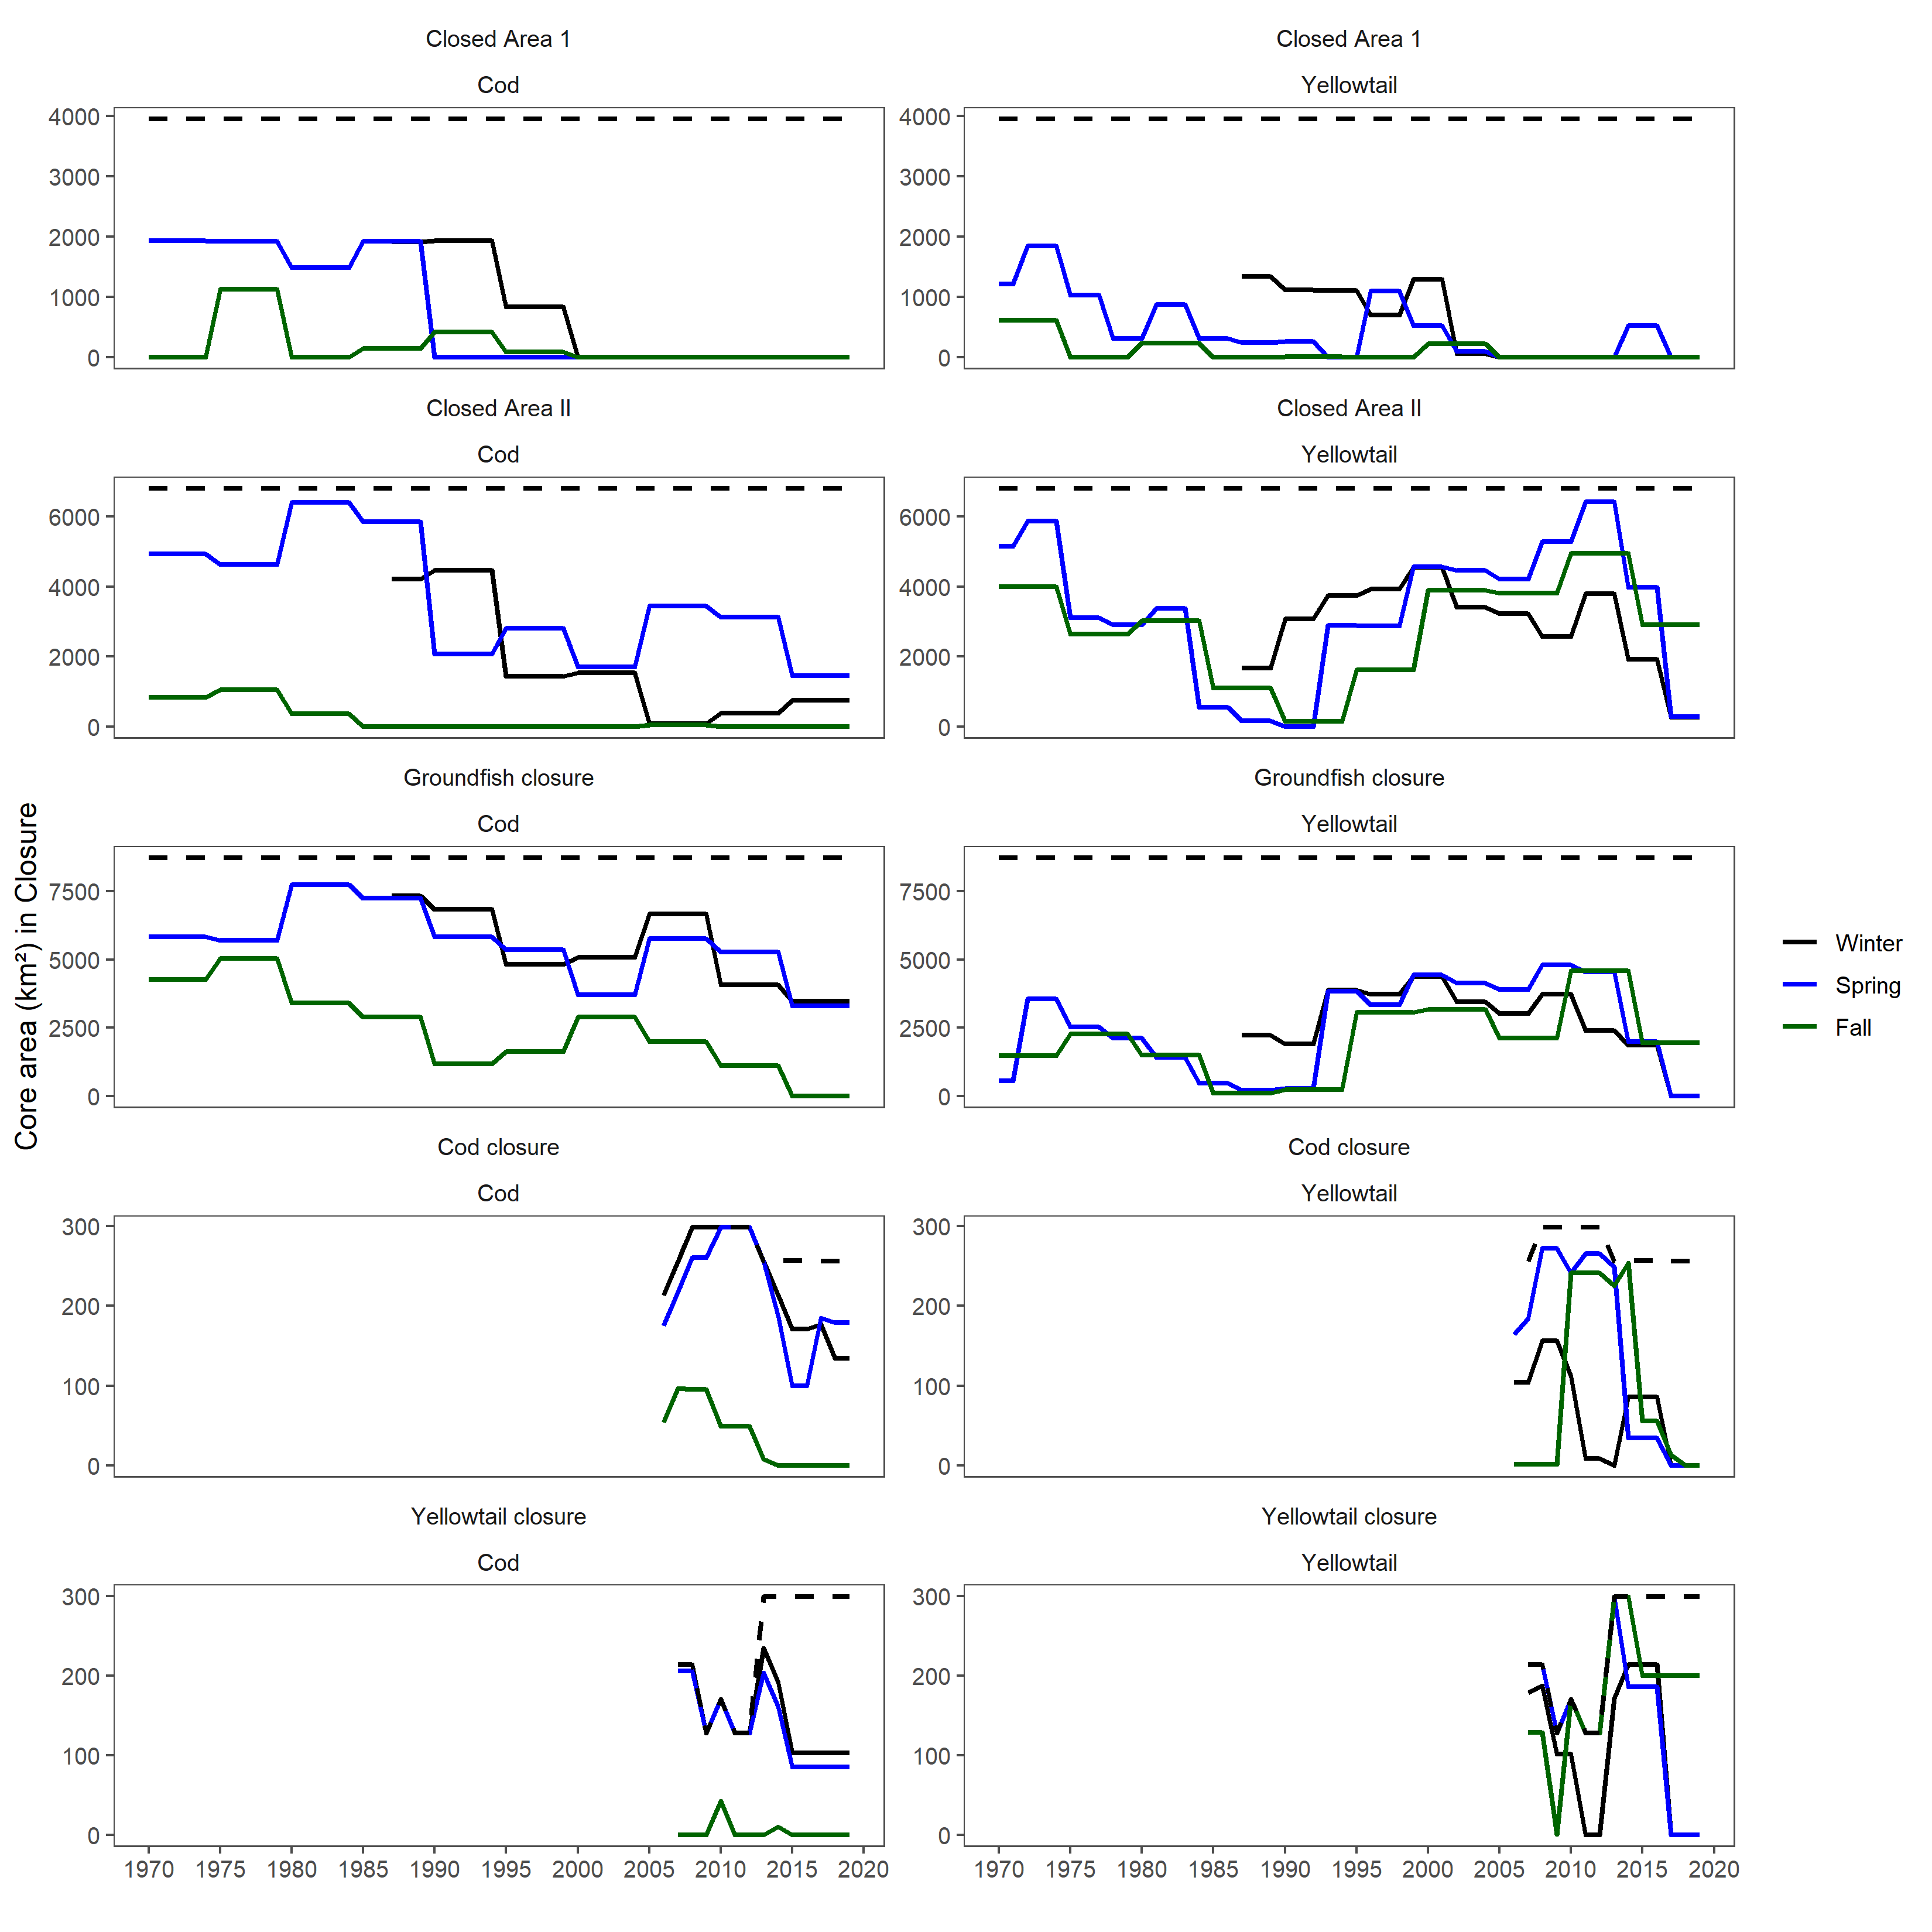 Closed Area 1 Closed Area 1
Cod Yellowtail
4000 4000
3000 3000
2000 2000
1000 1000
0 0
Closed Area II Closed Area II
Cod Yellowtail
6000 6000
4000 4000
2000 2000
0 0
Groundfish closure Groundfish closure
Cod Yellowtail
7500 7500
5000 5000
2500 2500
0 0
Core area (km²) in Closure
Winter
Spring
Fall
Cod closure Cod closure
Cod Yellowtail
300 300
200 200
100 100
0 0
Yellowtail closure Yellowtail closure
Cod Yellowtail
300 300
200 200
100 100
0 0
1970 1975 1980 1985 1990 1995 2000 2005 2010 2015 2020 1970 1975 1980 1985 1990 1995 2000 2005 2010 2015 2020